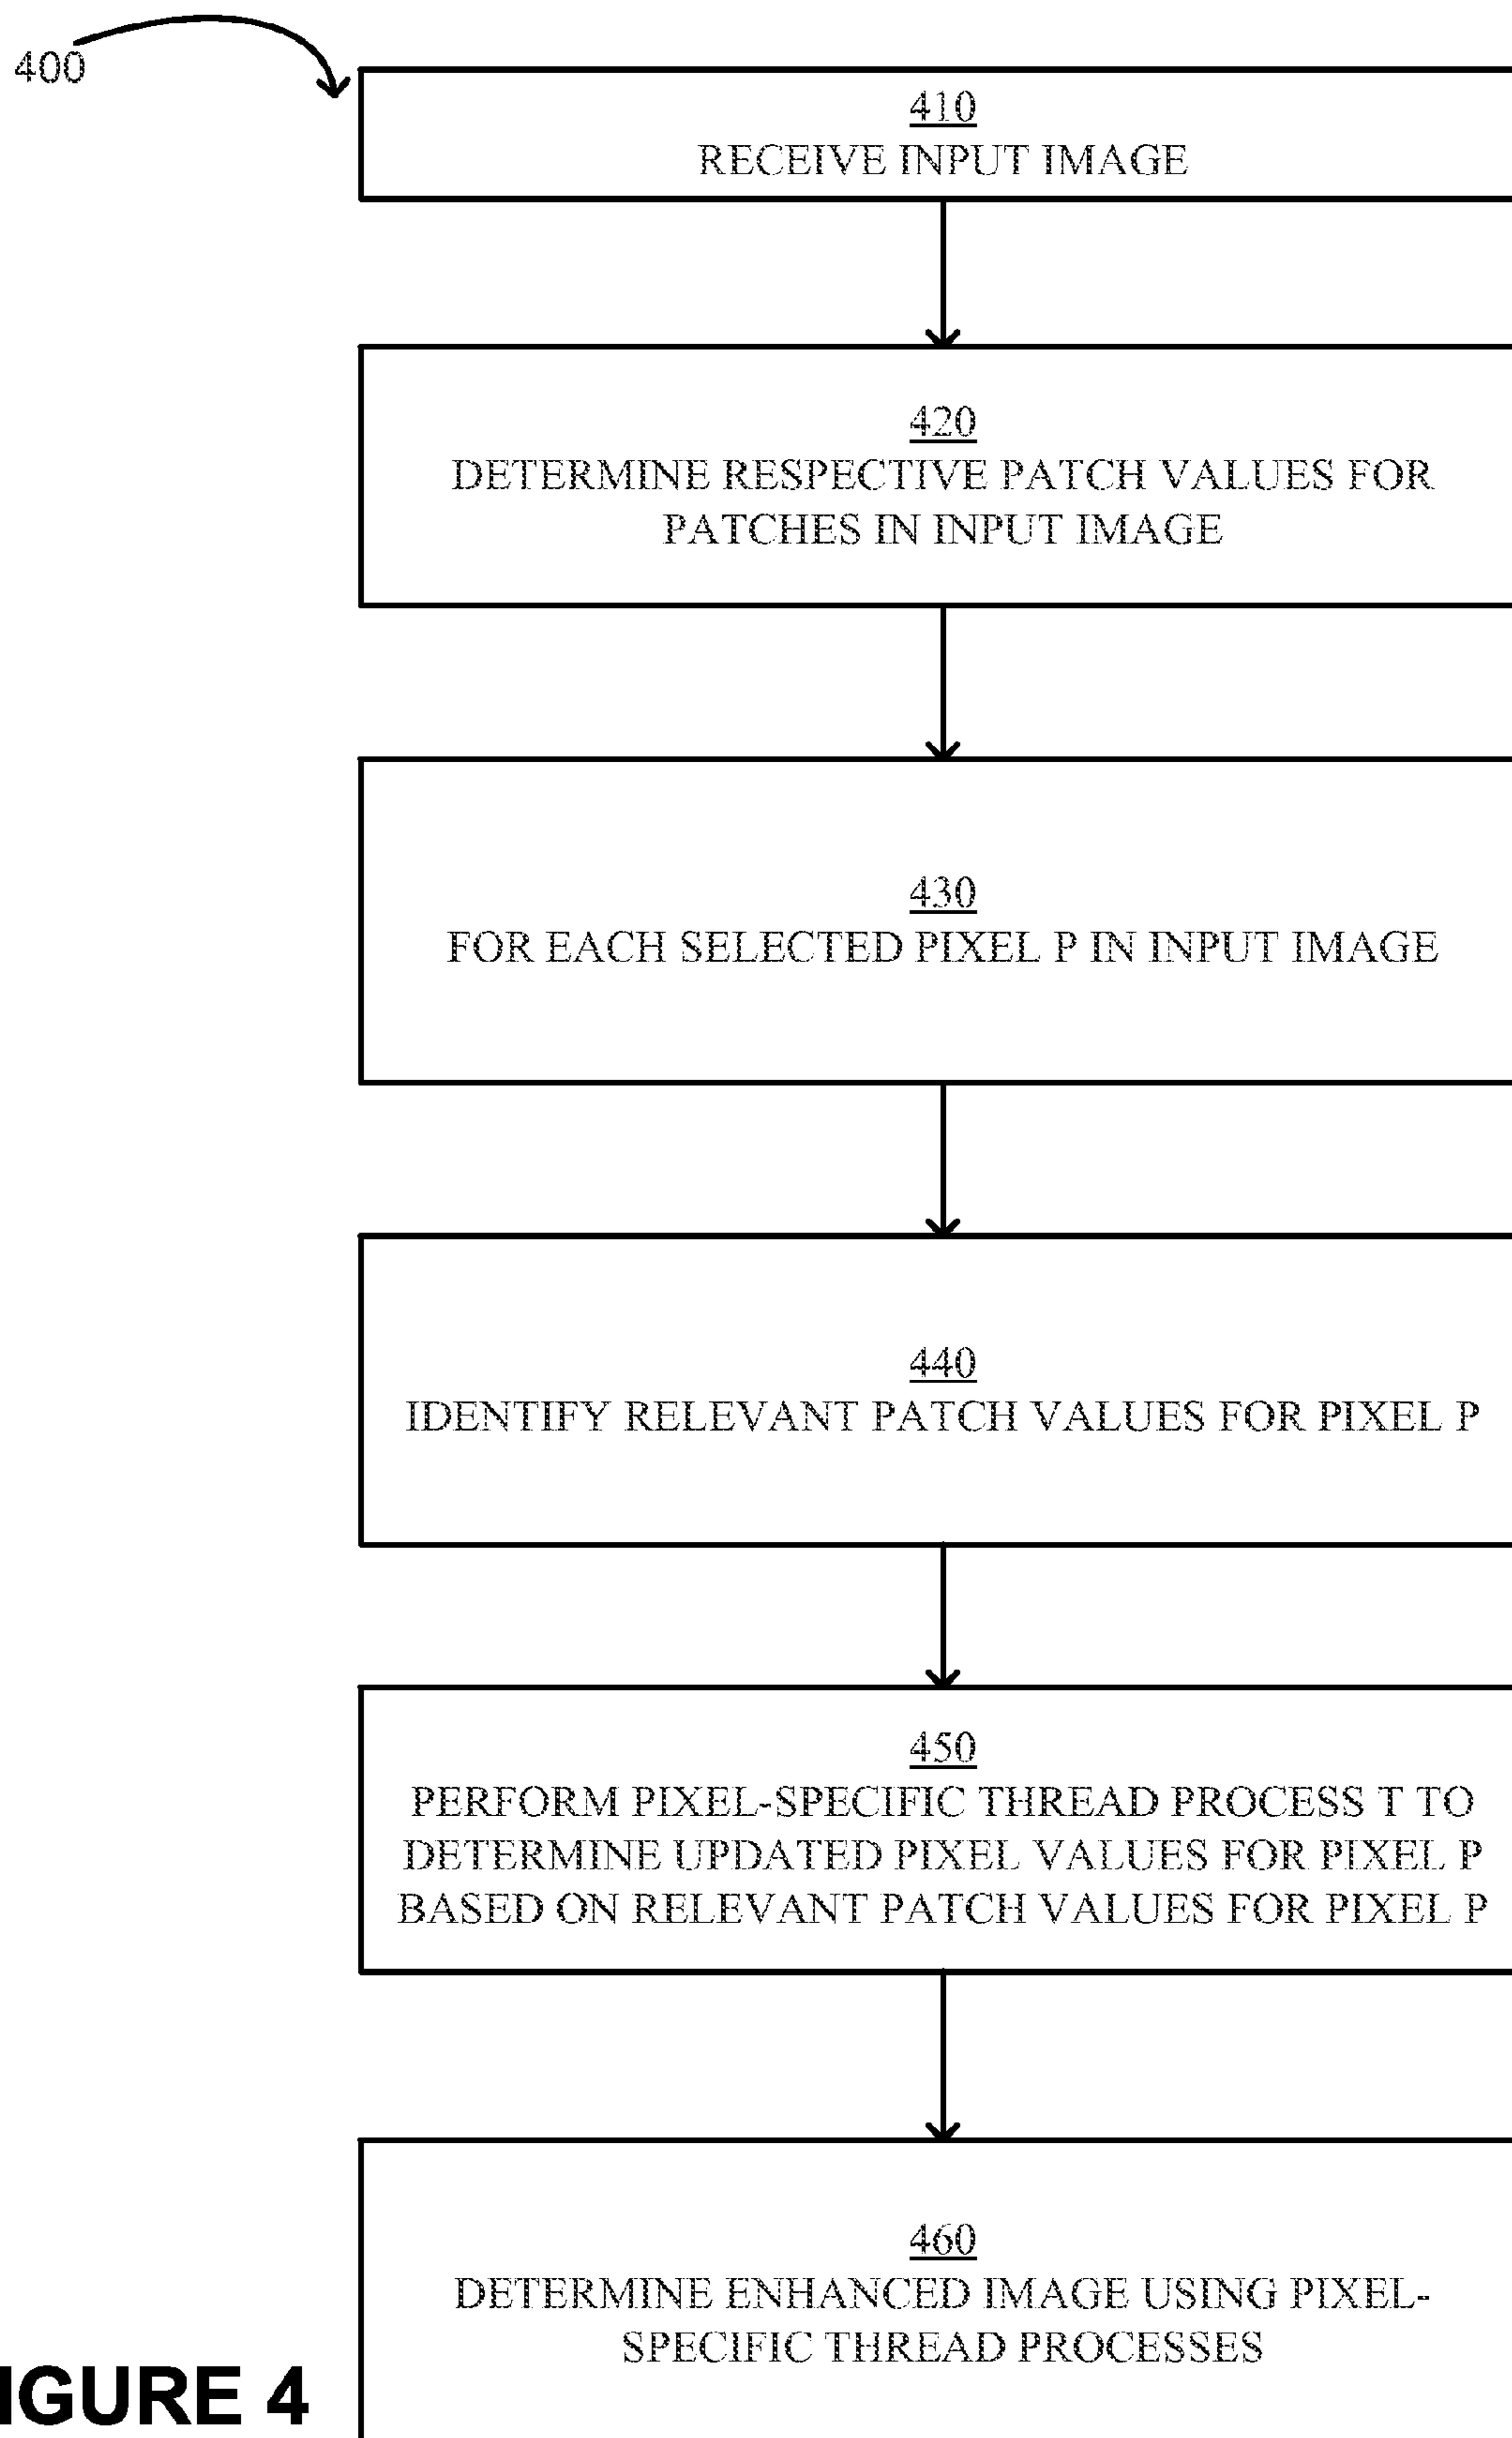 400
410
RECEIVE INPUT IMAGE
420
DETERMINE RESPECTIVE PATCH VALUES FOR
PATCHES IN INPUT IMAGE
430
FOR EACH SELECTED PIXEL P IN INPUT IMAGE
440
IDENTIFY RELEVANT PATCH VALUES FOR PIXEL P
450
PERFORM PIXEL-SPECIFIC THREAD PROCESS T TO
DETERMINE UPDATED PIXEL VALUES FOR PIXEL P
BASED ON RELEVANT PATCH VALUES FOR PIXEL P
460
DETERMINE ENHANCED IMAGE USING PIXEL-
SPECIFIC THREAD PROCESSES
IGURE 4